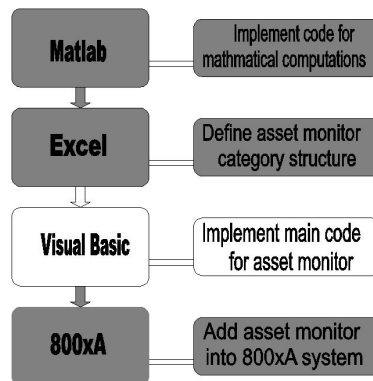 Matlab
Implement code for
mathmatical computations
Excel
Define asset monitor
category structure
Visual Basic
Implement main code
for asset monitor
800xA
Add asset monitor
into 800xA system